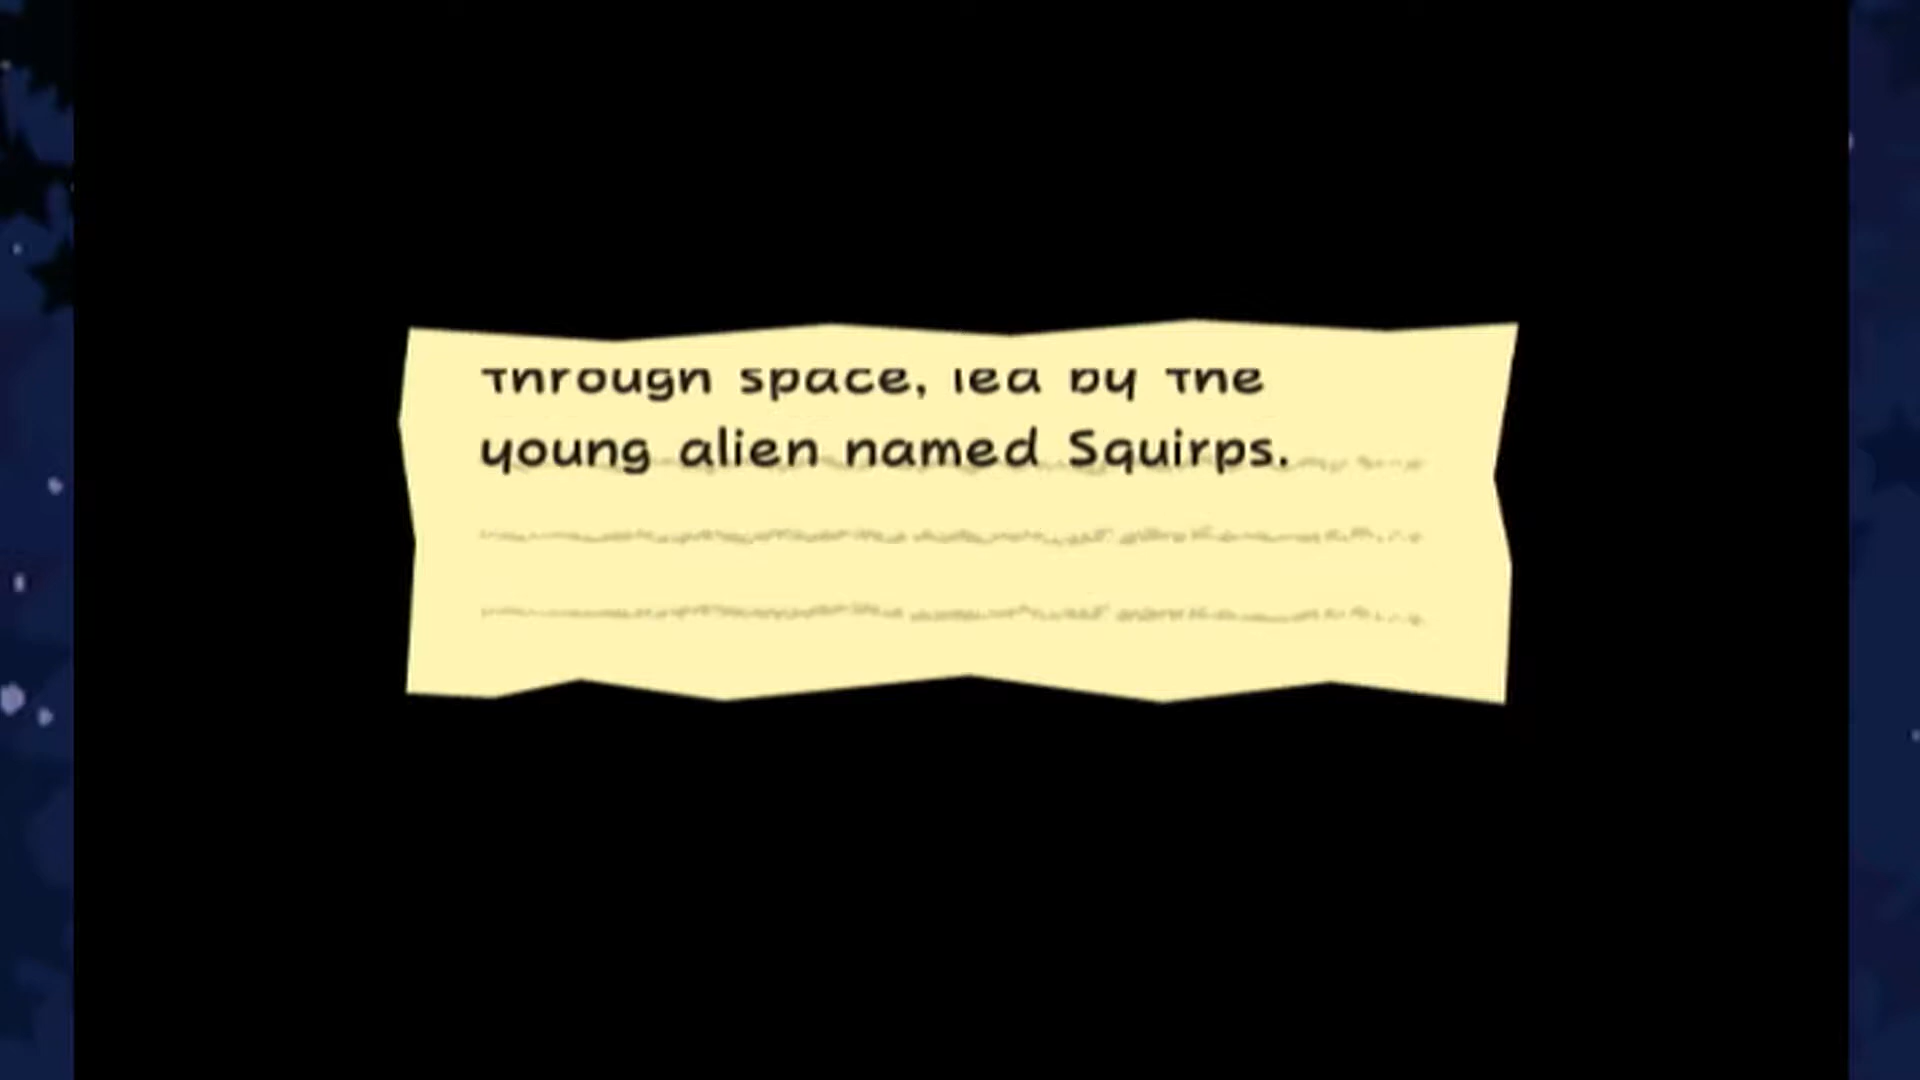 through space, led by the
young alien named Squirps.